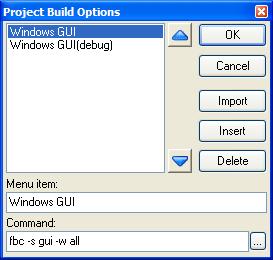 Project Build Options
Windows GUI
Windows GUI(debug)
OK
Cancel
Import
Insert
Delete
Menu item:
Windows GUI
Command:
fbc -s gui -w all
...